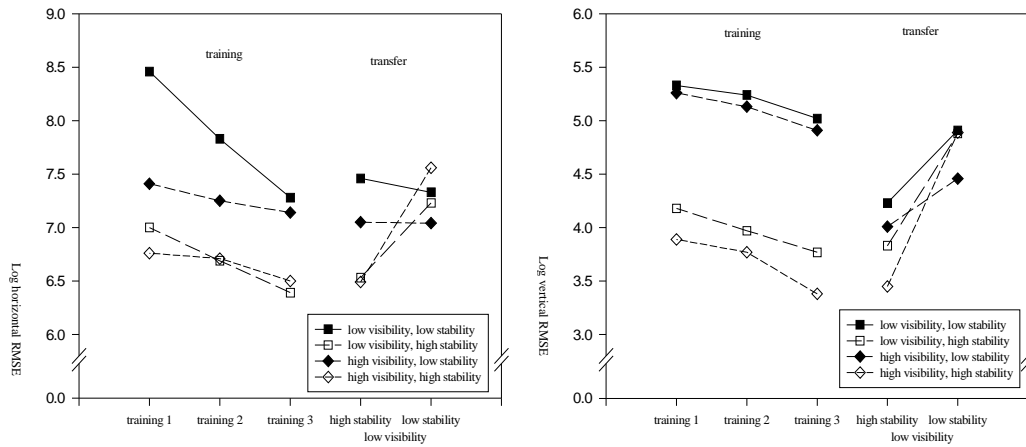 9.0
8.5
8.0
7.5
7.0
6.5
6.0
0.0
Log horizontal RMSE
training
transfer
low visibility, low stability
low visibility, high stability
high visibility, low stability
high visibility, high stability
training 1
training 2
training 3
high stability
low stability
low visibility
6.0
5.5
5.0
4.5
4.0
3.5
3.0
0.0
Log vertical RMSE
training
transfer
low visibility, low stability
low visibility, high stability
high visibility, low stability
high visibility, high stability
training 1
training 2
training 3
high stability
low stability
low visibility